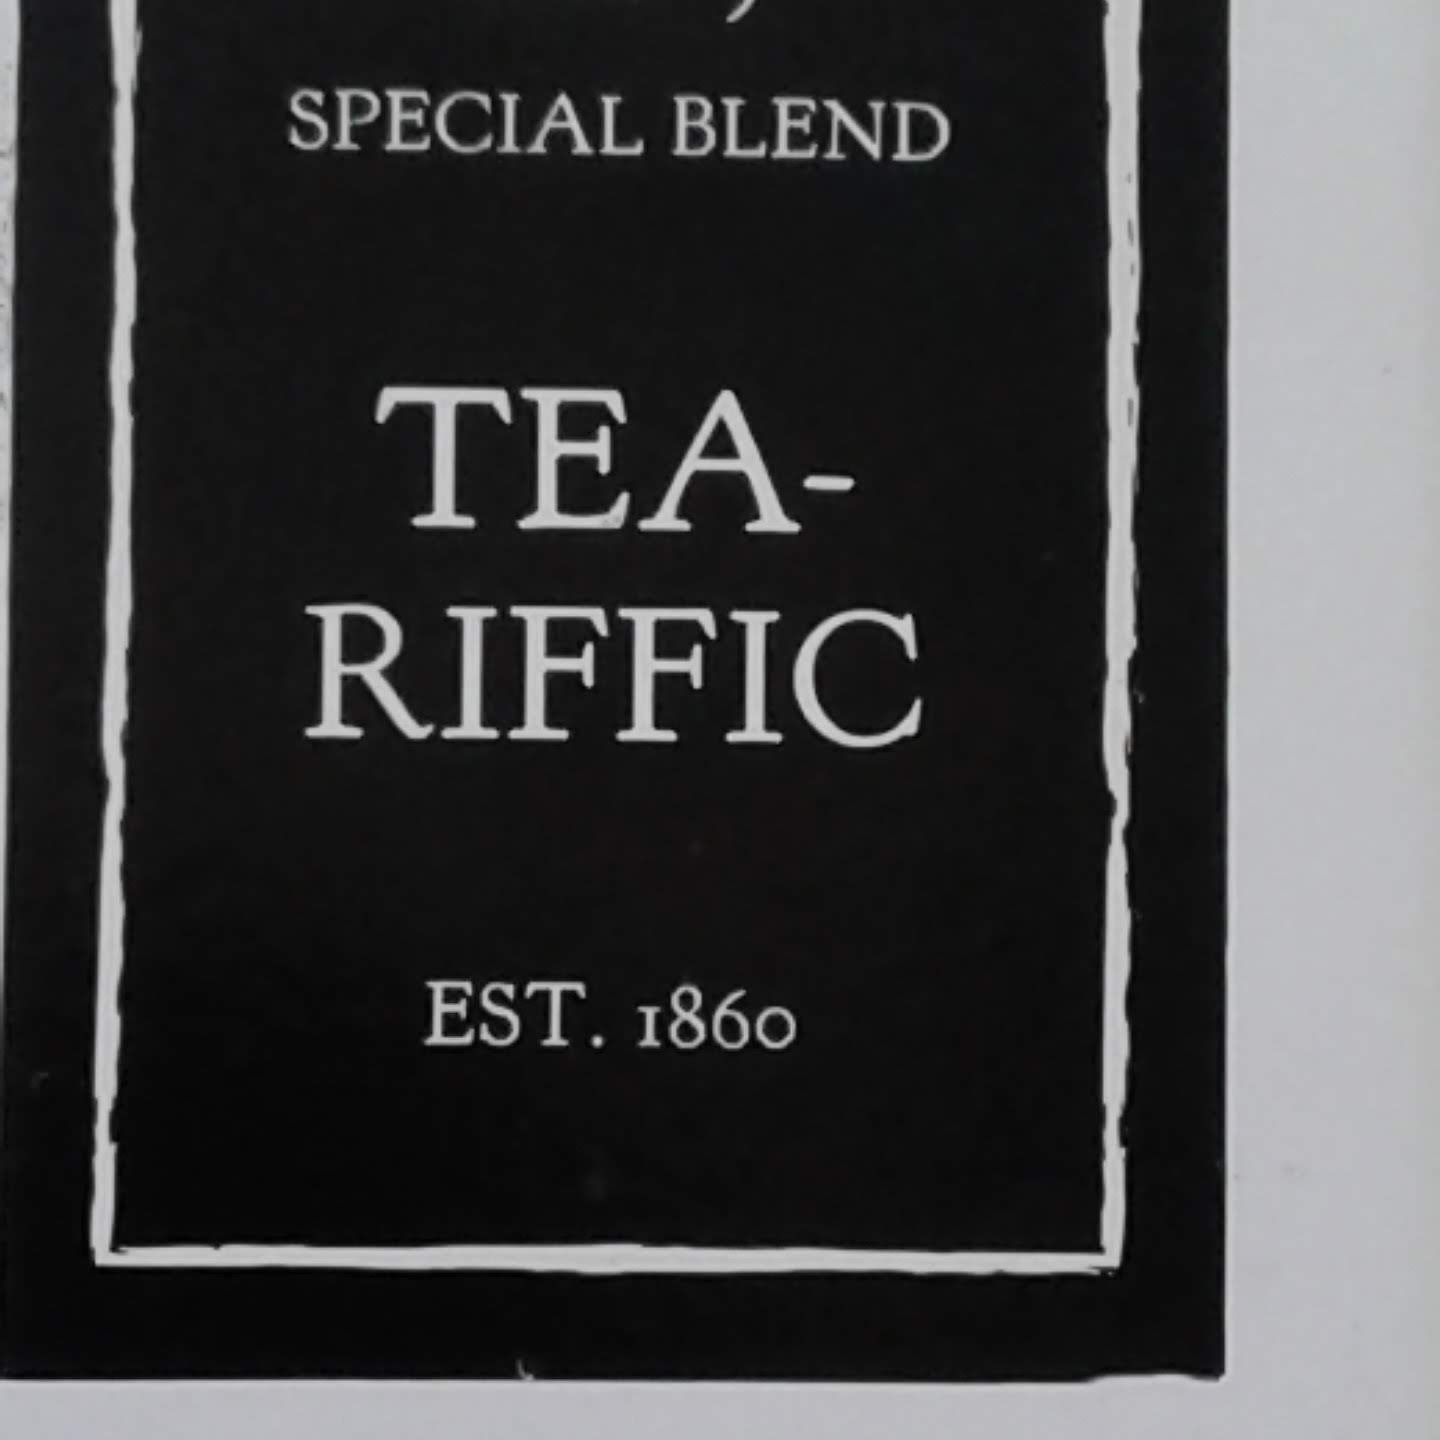 SPECIAL BLEND
TEA-
RIFFIC
EST. 1860